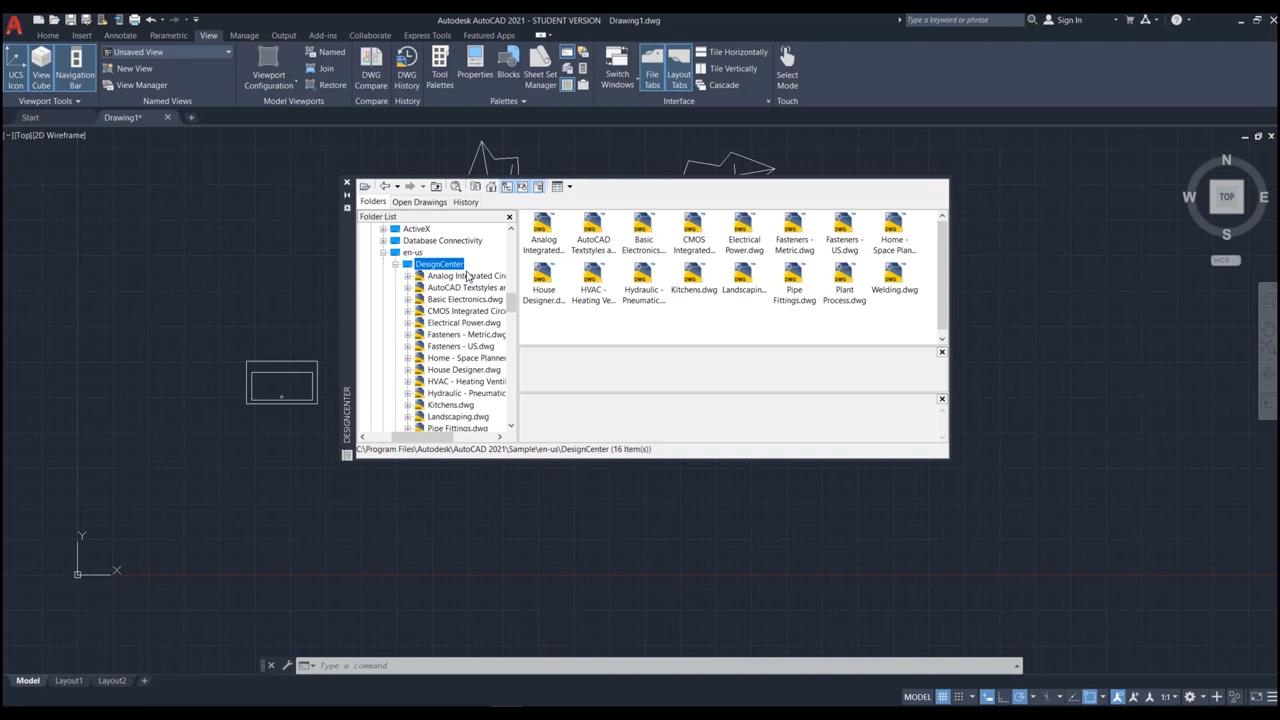 Autodesk AutoCAD 2021 - STUDENT VERSION Drawing1.dwg
Type a keyword or phrase
Sign In
Home Insert Annotate Parametric View Manage Output Add-ins Collaborate Express Tools Featured Apps
UCS Icon
View Cube
Navigation Bar
Viewport Tools
Unsaved View
New View
View Manager
Named Views
Viewport Configuration
Named
Join
Restore
Model Viewports
DWG Compare
Compare
DWG History
History
Tool Palettes
Properties
Blocks
Sheet Set Manager
Palettes
Switch Windows
File Tabs
Layout Tabs
Tile Horizontally
Tile Vertically
Cascade
Interface
Select Mode
Touch
Start
Drawing1*
[−][Top][2D Wireframe]
N
W TOP E
S
WCS
Folders Open Drawings History
Folder List
ActiveX
Database Connectivity
en-us
DesignCenter
Analog Integrated Circ
AutoCAD Textstyles an
Basic Electronics.dwg
CMOS Integrated Circu
Electrical Power.dwg
Fasteners - Metric.dwg
Fasteners - US.dwg
Home - Space Planner
House Designer.dwg
HVAC - Heating Ventil
Hydraulic - Pneumatic
Kitchens.dwg
Landscaping.dwg
Pipe Fittings.dwg
Analog Integrated...
AutoCAD Textstyles a...
Basic Electronics...
CMOS Integrated...
Electrical Power.dwg
Fasteners - Metric.dwg
Fasteners - US.dwg
Home - Space Plan...
House Designer.d...
HVAC - Heating Ve...
Hydraulic - Pneumatic...
Kitchens.dwg
Landscapin...
Pipe Fittings.dwg
Plant Process.dwg
Welding.dwg
DESIGNCENTER
C:\Program Files\Autodesk\AutoCAD 2021\Sample\en-us\DesignCenter (16 Item(s))
Y
X
Type a command
Model Layout1 Layout2
MODEL
1:1